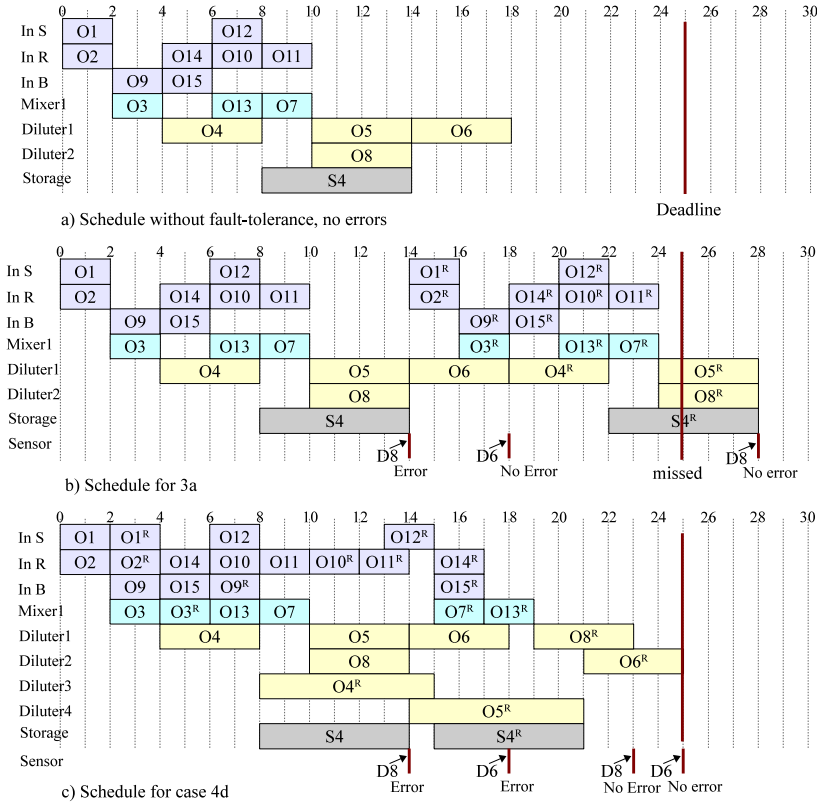 0 2 4 6 8 10 12 14 16 18 20 22 24 26 28 30
In S O1 O12
In R O2 O14 O10 O11
In B O9 O15
Mixer1 O3 O13 O7
Diluter1 O4 O5 O6
Diluter2 O8
Storage S4
Deadline
a) Schedule without fault-tolerance, no errors
0 2 4 6 8 10 12 14 16 18 20 22 24 26 28 30
In S O1 O12 O1ᴿ O12ᴿ
In R O2 O14 O10 O11 O2ᴿ O14ᴿ O10ᴿ O11ᴿ
In B O9 O15 O9ᴿ O15ᴿ
Mixer1 O3 O13 O7 O3ᴿ O13ᴿ O7ᴿ
Diluter1 O4 O5 O6 O4ᴿ O5ᴿ
Diluter2 O8 O8ᴿ
Storage S4 S4ᴿ
Sensor
D8 D6 D8
Error No Error missed No error
b) Schedule for 3a
0 2 4 6 8 10 12 14 16 18 20 22 24 26 28 30
In S O1 O1ᴿ O12 O12ᴿ
In R O2 O2ᴿ O14 O10 O11 O10ᴿ O11ᴿ O14ᴿ
In B O9 O15 O9ᴿ O15ᴿ
Mixer1 O3 O3ᴿ O13 O7 O7ᴿ O13ᴿ
Diluter1 O4 O5 O6 O8ᴿ
Diluter2 O8 O6ᴿ
Diluter3 O4ᴿ
Diluter4 O5ᴿ
Storage S4 S4ᴿ
Sensor D8 D6 D8 D6
Error Error No Error No error
c) Schedule for case 4d